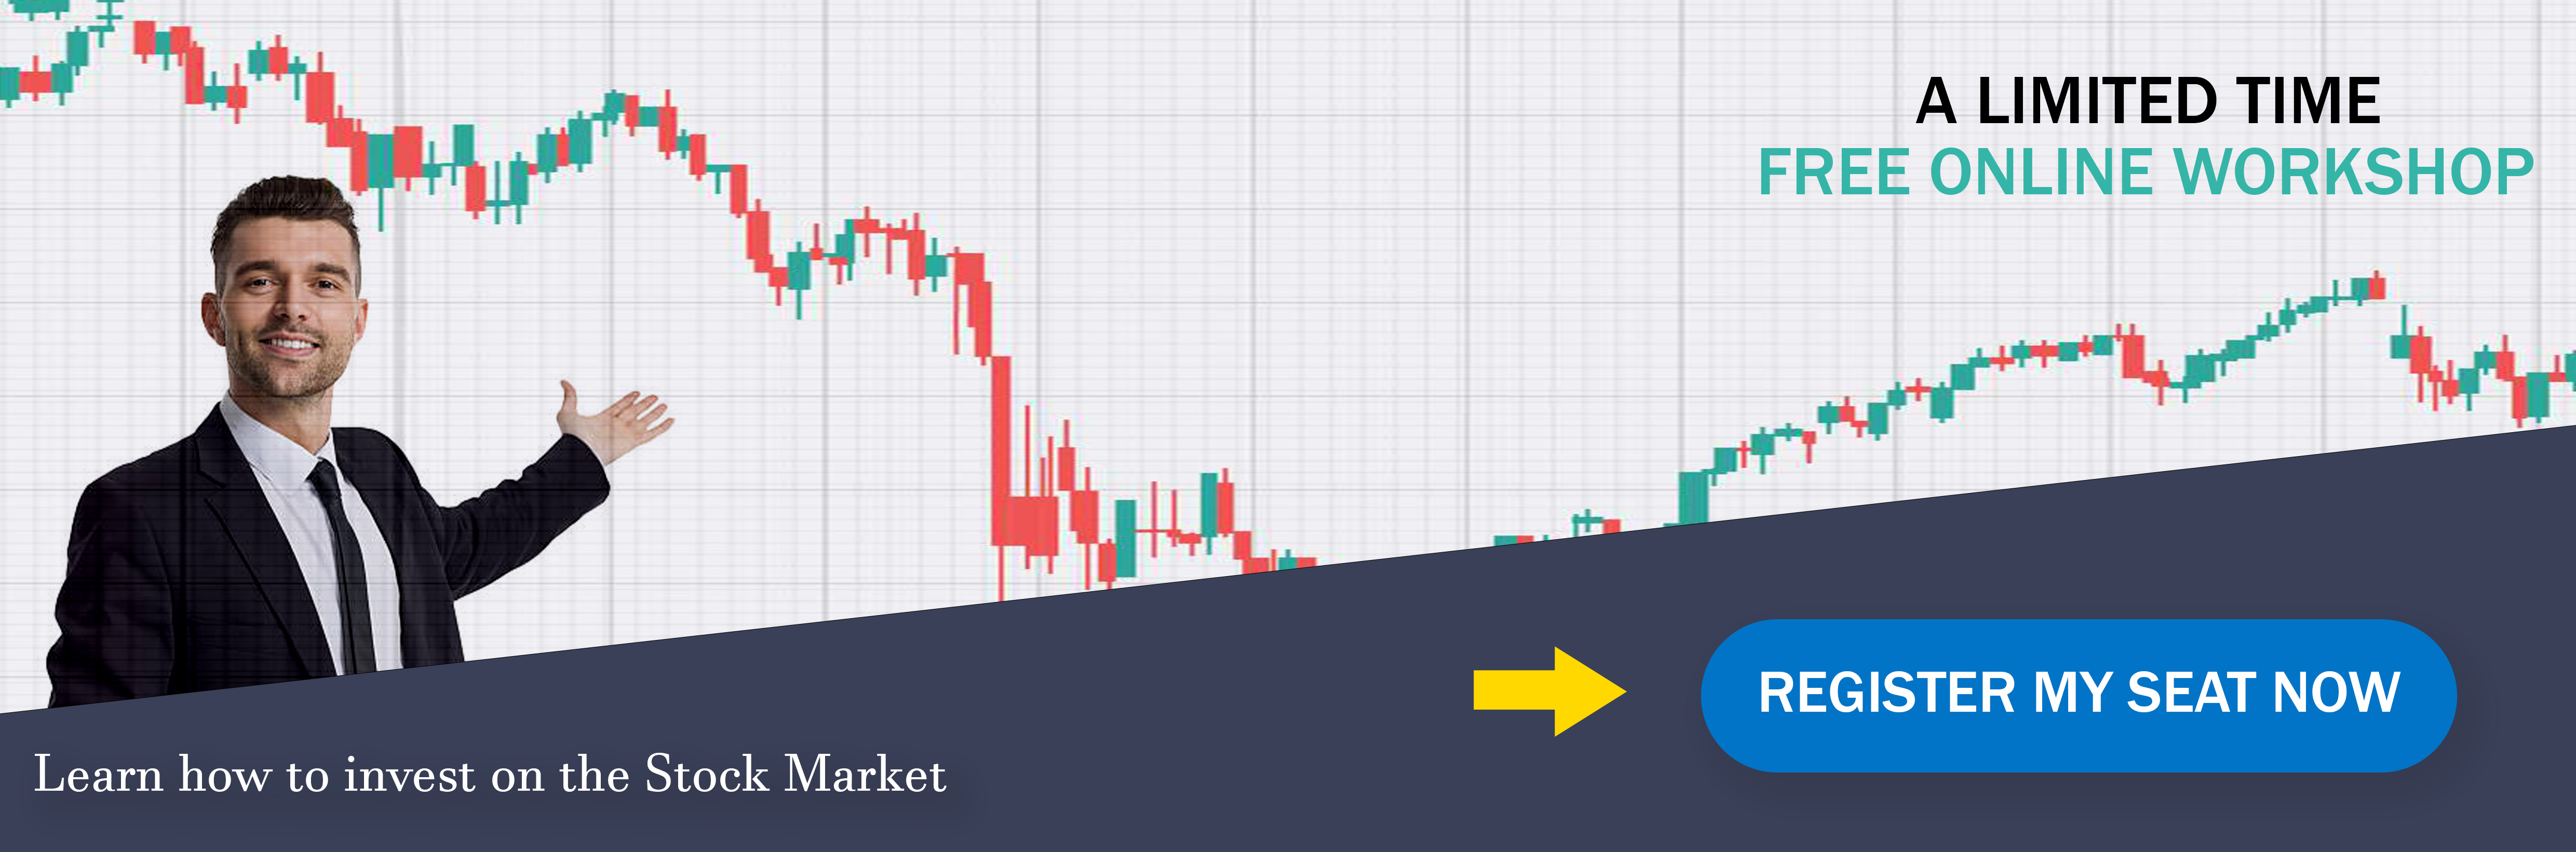 A LIMITED TIME
FREE ONLINE WORKSHOP
REGISTER MY SEAT NOW
Learn how to invest on the Stock Market